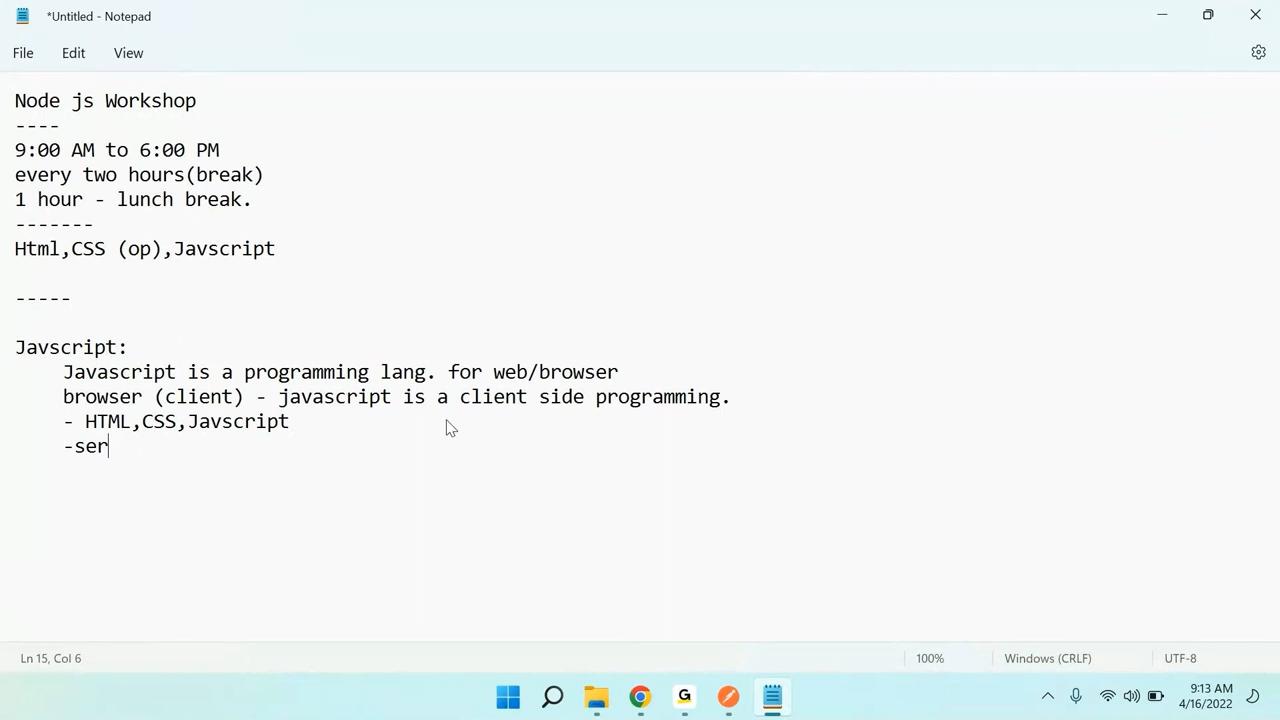 *Untitled - Notepad
File Edit View
Node js Workshop
----
9:00 AM to 6:00 PM
every two hours(break)
1 hour - lunch break.
-------
Html,CSS (op),Javscript
-----
Javscript:
Javascript is a programming lang. for web/browser
browser (client) - javascript is a client side programming.
- HTML,CSS,Javscript
-ser
Ln 15, Col 6 100% Windows (CRLF) UTF-8
G 9:13 AM
4/16/2022